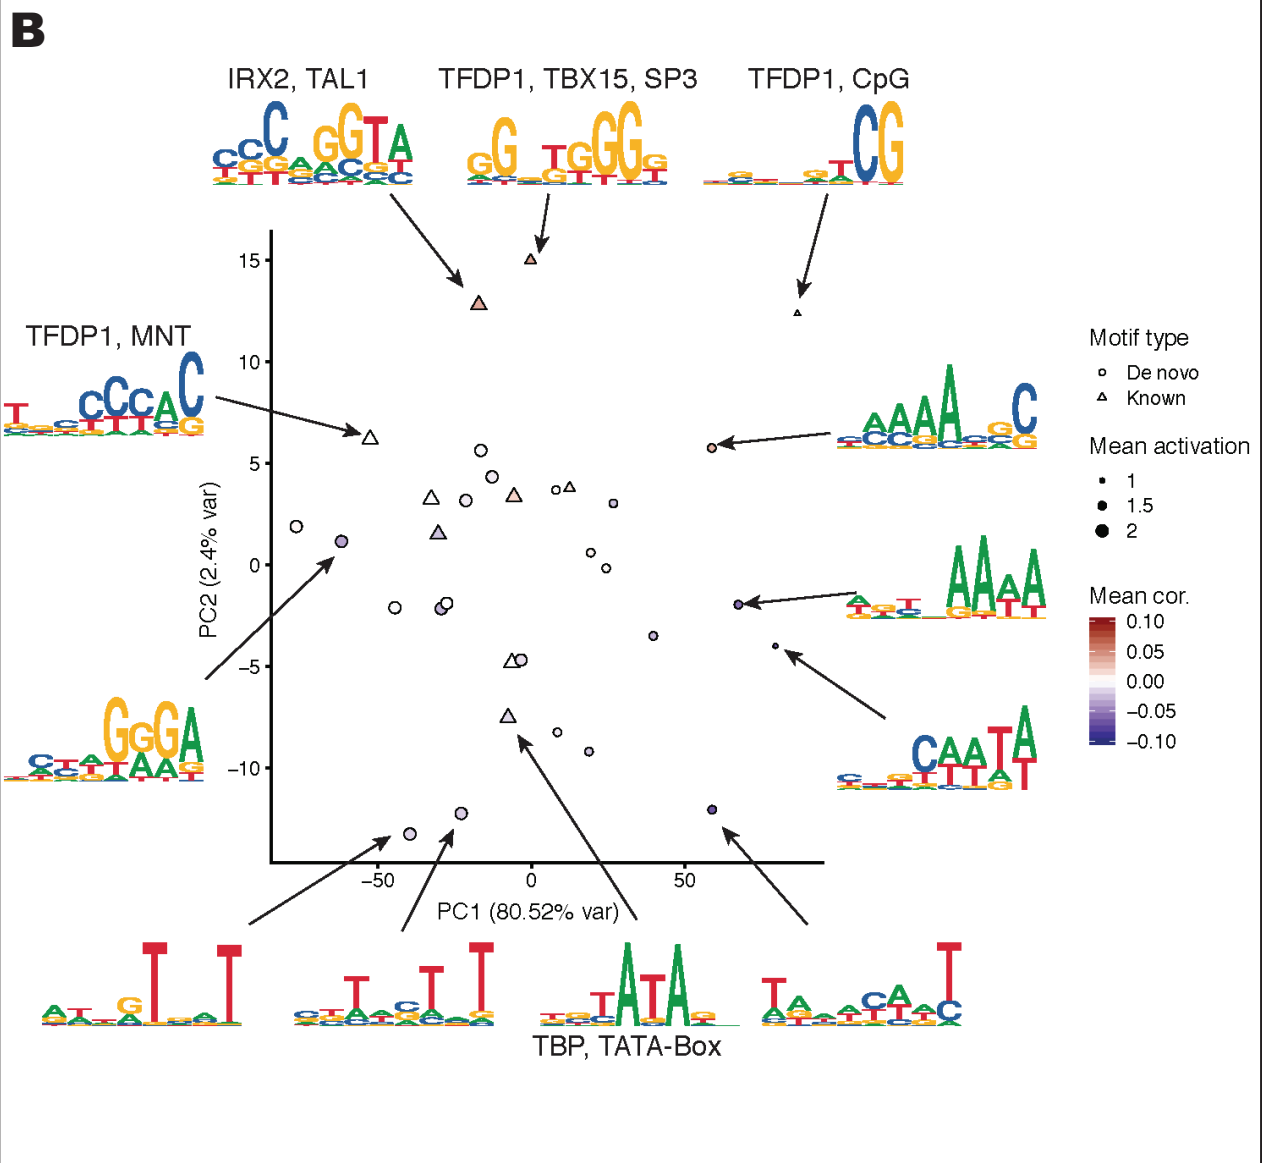 B
IRX2, TAL1
TFDP1, TBX15, SP3
TFDP1, CpG
TFDP1, MNT
15
10
5
0
−5
−10
PC2 (2.4% var)
−50
0
50
PC1 (80.52% var)
TBP, TATA-Box
Motif type
De novo
Known
Mean activation
1
1.5
2
Mean cor.
0.10
0.05
0.00
−0.05
−0.10